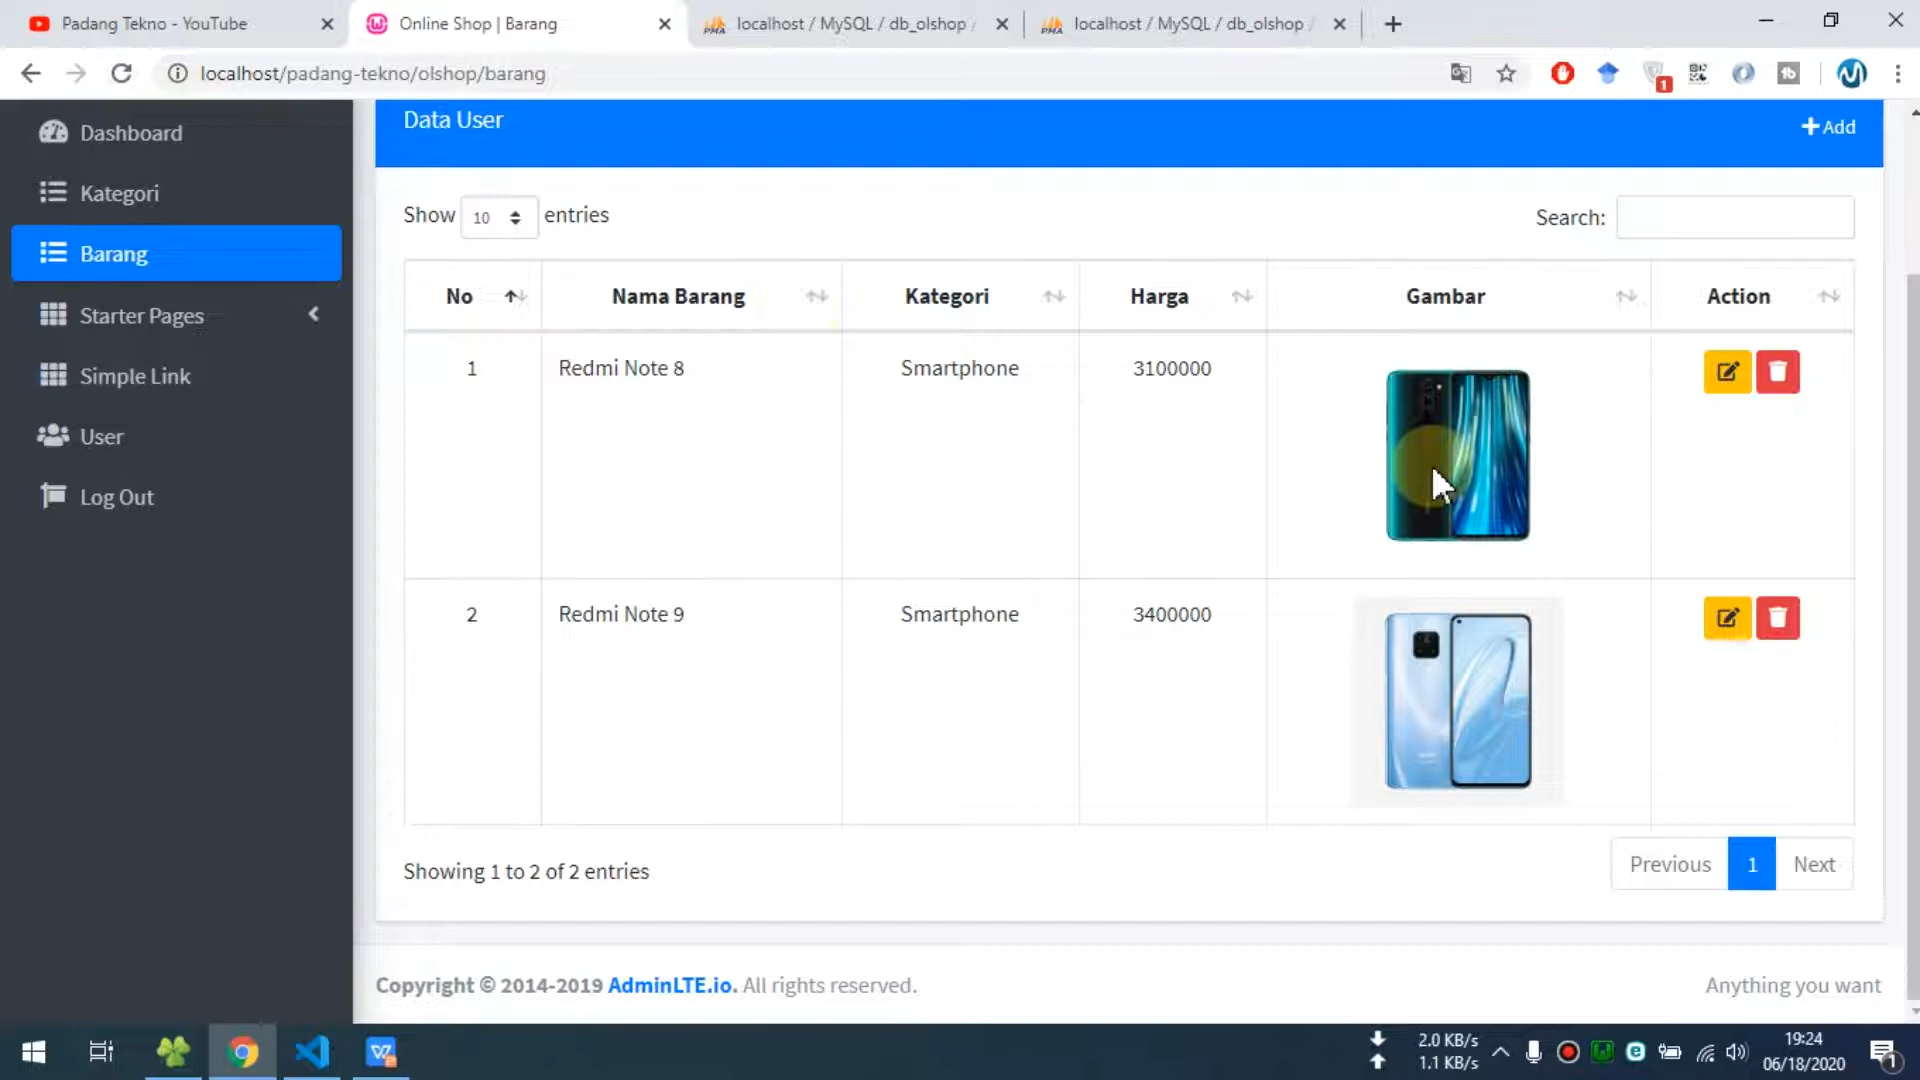 Padang Tekno - YouTube
Online Shop | Barang
localhost / MySQL / db_olshop /
localhost / MySQL / db_olshop /
localhost/padang-tekno/olshop/barang
1
Dashboard
Kategori
Barang
Starter Pages
Simple Link
User
Log Out
Data User
Add
Show 10 entries
Search:
No Nama Barang Kategori Harga Gambar Action
1 Redmi Note 8 Smartphone 3100000
2 Redmi Note 9 Smartphone 3400000
Showing 1 to 2 of 2 entries
Previous 1 Next
Copyright © 2014-2019 AdminLTE.io. All rights reserved.
Anything you want
2.0 KB/s
1.1 KB/s
19:24
06/18/2020
1